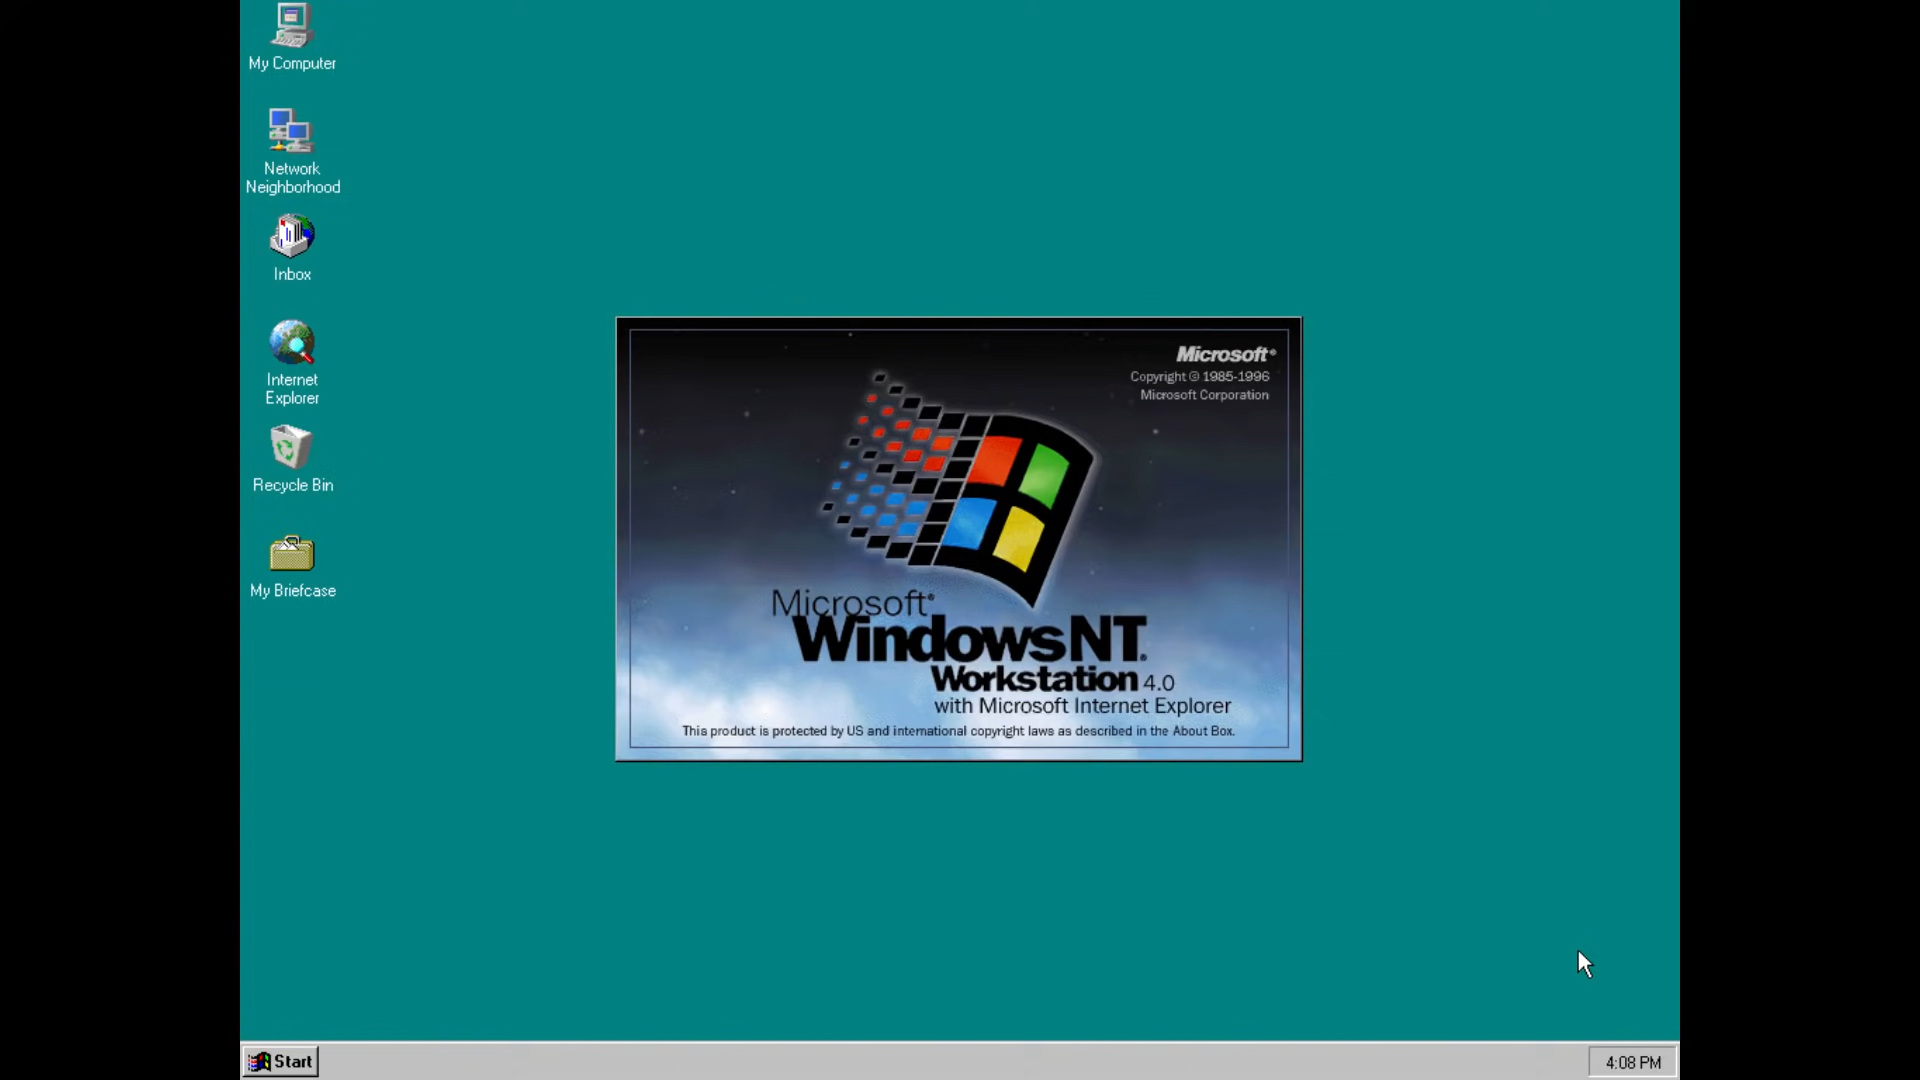 My Computer
Network
Neighborhood
Inbox
Internet
Explorer
Recycle Bin
My Briefcase
Microsoft®
Copyright © 1985-1996
Microsoft Corporation
Microsoft®
Windows NT®
Workstation 4.0
with Microsoft Internet Explorer
This product is protected by US and international copyright laws as described in the About Box.
Start
4:08 PM